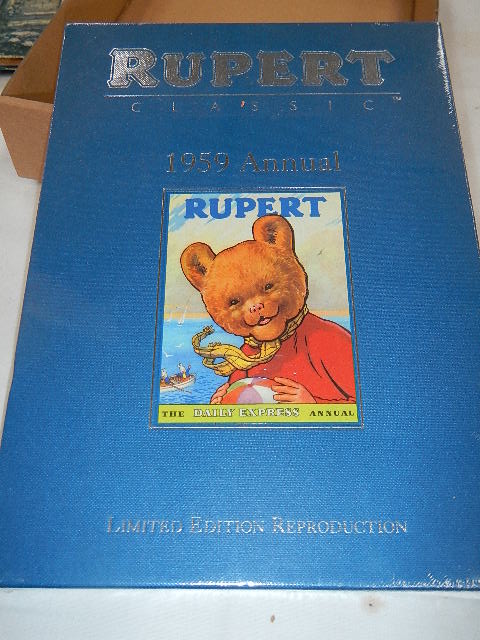 RUPERT
CLASSIC™
1959 Annual
RUPERT
THE DAILY EXPRESS ANNUAL
LIMITED EDITION REPRODUCTION